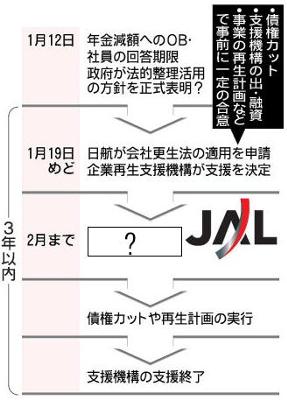 ・債権カット
・支援機構の出・融資
・事業の再生計画など
で事前に一定の合意
1月12日
年金減額へのOB・
社員の回答期限
政府が法的整理活用
の方針を正式表明？
1月19日
めど
日航が会社更生法の適用を申請
企業再生支援機構が支援を決定
3年以内
2月まで
？
JAL
債権カットや再生計画の実行
支援機構の支援終了